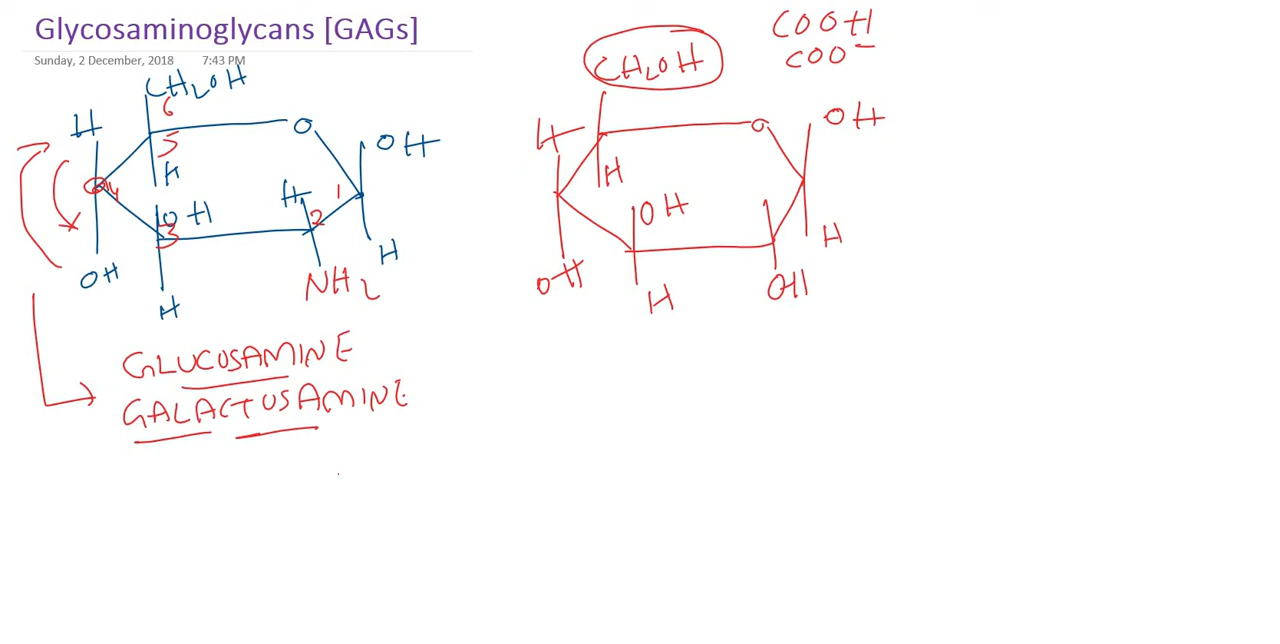 Glycosaminoglycans [GAGs]
Sunday, 2 December, 2018 7:43 PM
CH2OH
6
H
O
OH
5
H
4
OH
3
H
1
2
OH
H
NH2
H
GLUCOSAMINE
GALACTOSAMINE
COOH
COO-
CH2OH
H
O
OH
H
OH
H
OH
H
OH